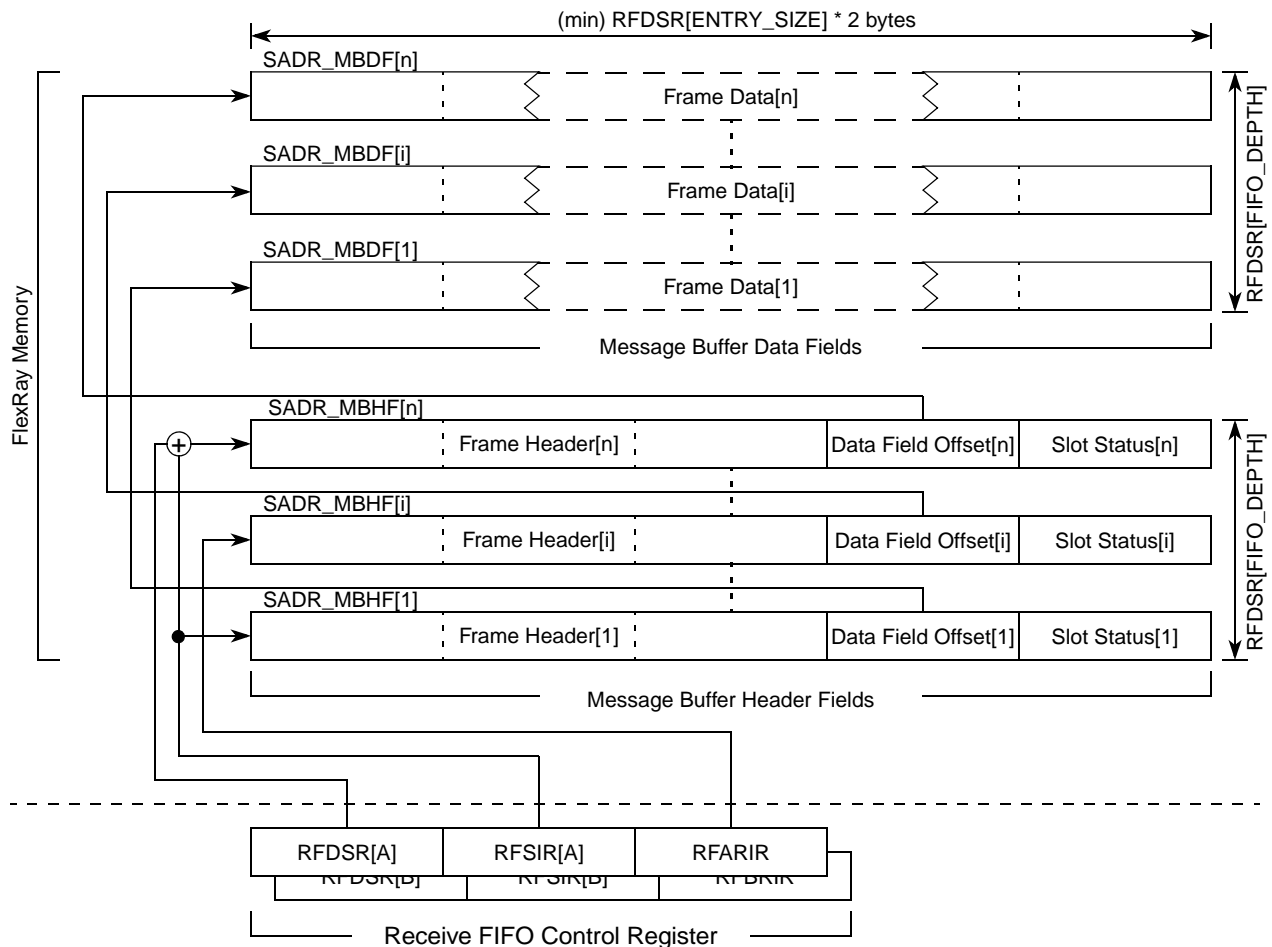 (min) RFDSR[ENTRY_SIZE] * 2 bytes
SADR_MBDF[n]
Frame Data[n]
SADR_MBDF[i]
Frame Data[i]
SADR_MBDF[1]
Frame Data[1]
RFDSR[FIFO_DEPTH]
Message Buffer Data Fields
FlexRay Memory
SADR_MBHF[n]
Frame Header[n] Data Field Offset[n] Slot Status[n]
SADR_MBHF[i]
Frame Header[i] Data Field Offset[i] Slot Status[i]
SADR_MBHF[1]
Frame Header[1] Data Field Offset[1] Slot Status[1]
RFDSR[FIFO_DEPTH]
Message Buffer Header Fields
RFDSR[A] RFSIR[A] RFARIR
RFDSR[B] RFSIR[B] RFBRIR
Receive FIFO Control Register